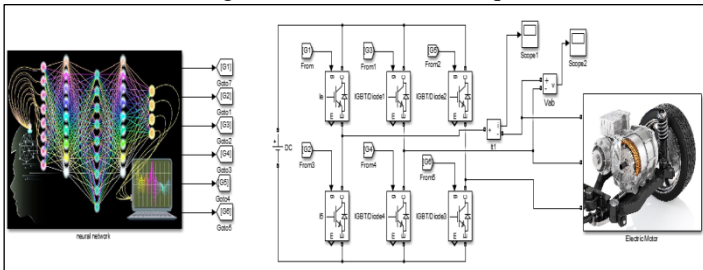 [G1]
Goto7
[G2]
Goto1
[G3]
Goto2
[G4]
Goto3
[G5]
Goto4
[G6]
Goto5
neural network
DC
[G1]
From
[G3]
From1
[G5]
From2
IGBT/Diode1
IGBT/Diode2
[G2]
From3
[G4]
From4
[G6]
From5
IGBT/Diode4
IGBT/Diode3
g C
E
Scope1
Scope2
Vab
+ v
-
It1
Electric Motor